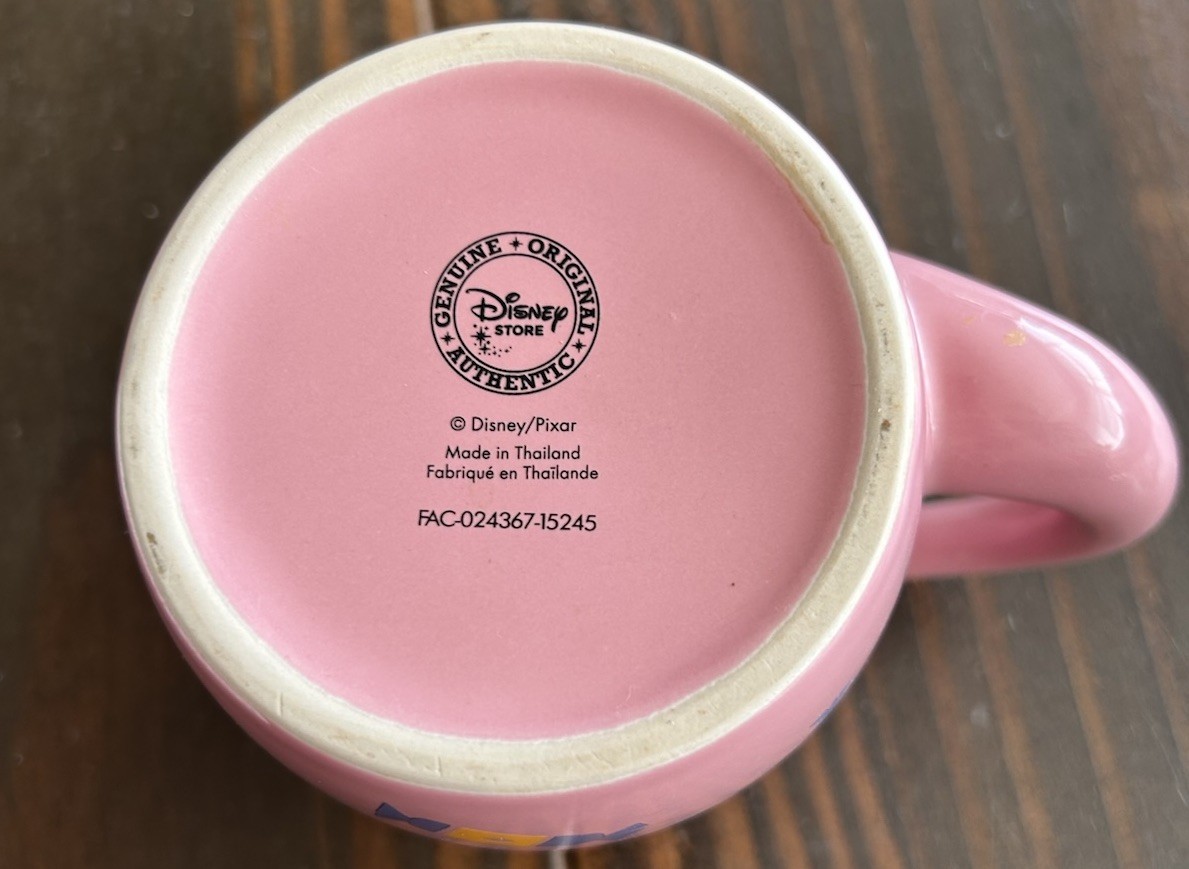 GENUINE ORIGINAL
AUTHENTIC
Disney
STORE
© Disney/Pixar
Made in Thailand
Fabriqué en Thaïlande
FAC-024367-15245